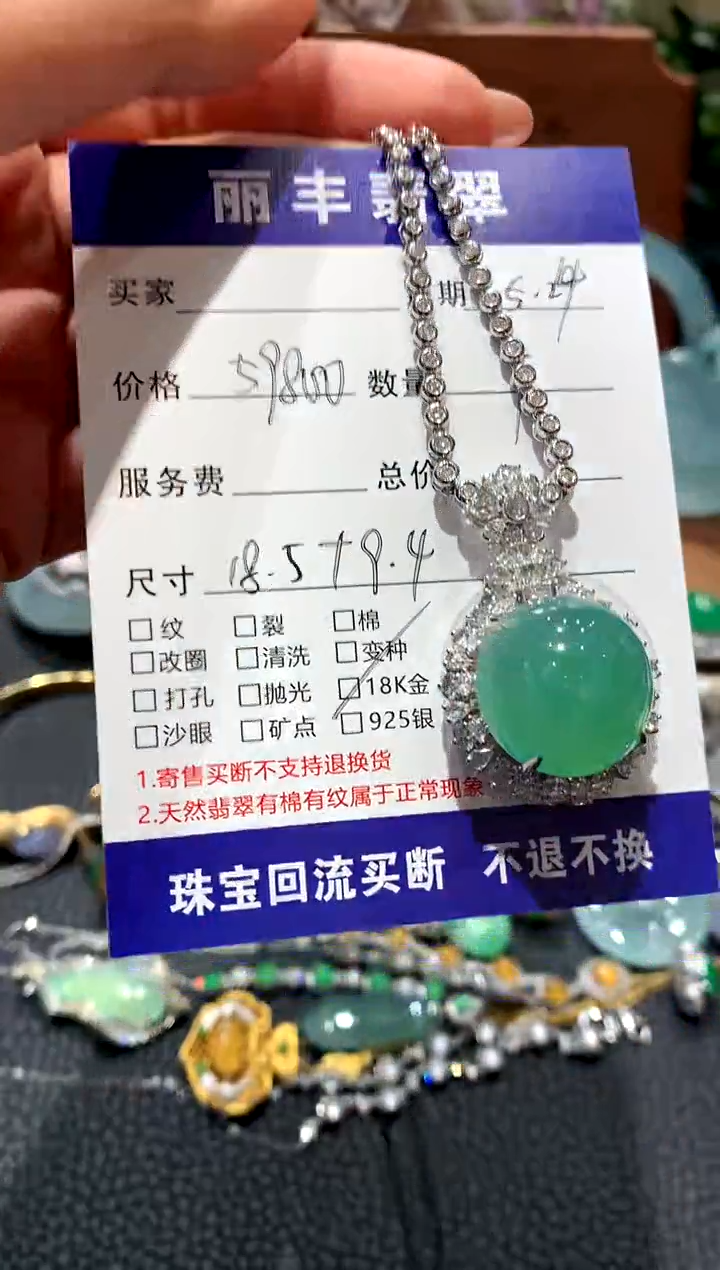 丽丰翡翠
买家 期 5.24
价格 59800 数量
服务费 总价
尺寸 18.5 + 9.4
□纹 □裂 □棉
□改圈 □清洗 □变种
□打孔 □抛光 □18K金
□沙眼 □矿点 □925银
1.寄售买断不支持退换货
2.天然翡翠有棉有纹属于正常现象
珠宝回流买断 不退不换